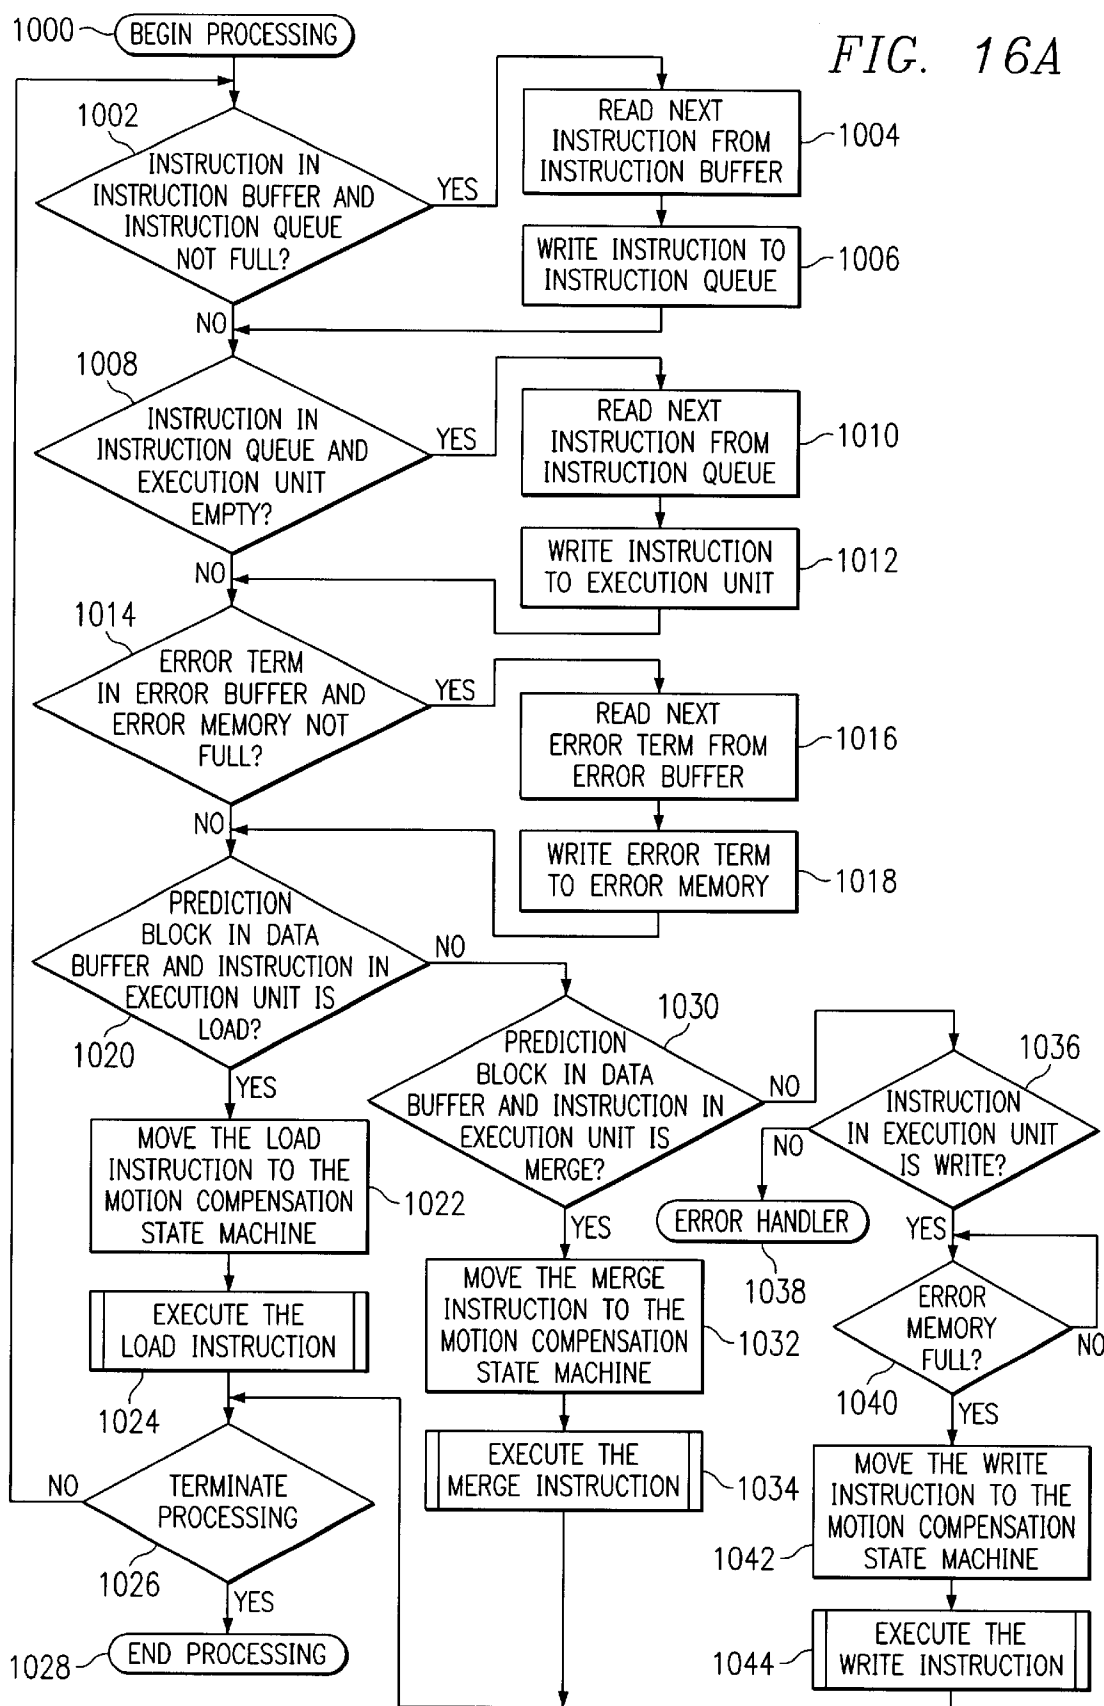 1000
BEGIN PROCESSING
FIG. 16A
1002
INSTRUCTION IN
INSTRUCTION BUFFER AND
INSTRUCTION QUEUE
NOT FULL?
YES
READ NEXT
INSTRUCTION FROM
INSTRUCTION BUFFER
1004
WRITE INSTRUCTION TO
INSTRUCTION QUEUE
1006
NO
1008
INSTRUCTION IN
INSTRUCTION QUEUE AND
EXECUTION UNIT
EMPTY?
YES
READ NEXT
INSTRUCTION FROM
INSTRUCTION QUEUE
1010
WRITE INSTRUCTION
TO EXECUTION UNIT
1012
NO
1014
ERROR TERM
IN ERROR BUFFER AND
ERROR MEMORY NOT
FULL?
YES
READ NEXT
ERROR TERM FROM
ERROR BUFFER
1016
WRITE ERROR TERM
TO ERROR MEMORY
1018
NO
PREDICTION
BLOCK IN DATA
BUFFER AND INSTRUCTION IN
EXECUTION UNIT IS
LOAD?
1020
NO
YES
MOVE THE LOAD
INSTRUCTION TO THE
MOTION COMPENSATION
STATE MACHINE
1022
EXECUTE THE
LOAD INSTRUCTION
1024
TERMINATE
PROCESSING
NO
1026
YES
END PROCESSING
1028
1030
PREDICTION
BLOCK IN DATA
BUFFER AND INSTRUCTION IN
EXECUTION UNIT IS
MERGE?
NO
YES
MOVE THE MERGE
INSTRUCTION TO THE
MOTION COMPENSATION
STATE MACHINE
1032
EXECUTE THE
MERGE INSTRUCTION
1034
1036
INSTRUCTION
IN EXECUTION UNIT
IS WRITE?
NO
ERROR HANDLER
1038
YES
ERROR
MEMORY
FULL?
NO
1040
YES
MOVE THE WRITE
INSTRUCTION TO THE
MOTION COMPENSATION
STATE MACHINE
1042
EXECUTE THE
WRITE INSTRUCTION
1044